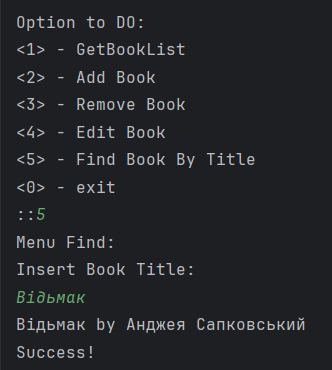 Option to DO:
<1> - GetBookList
<2> - Add Book
<3> - Remove Book
<4> - Edit Book
<5> - Find Book By Title
<0> - exit
::5
Menu Find:
Insert Book Title:
Відьмак
Відьмак by Анджея Сапковський
Success!